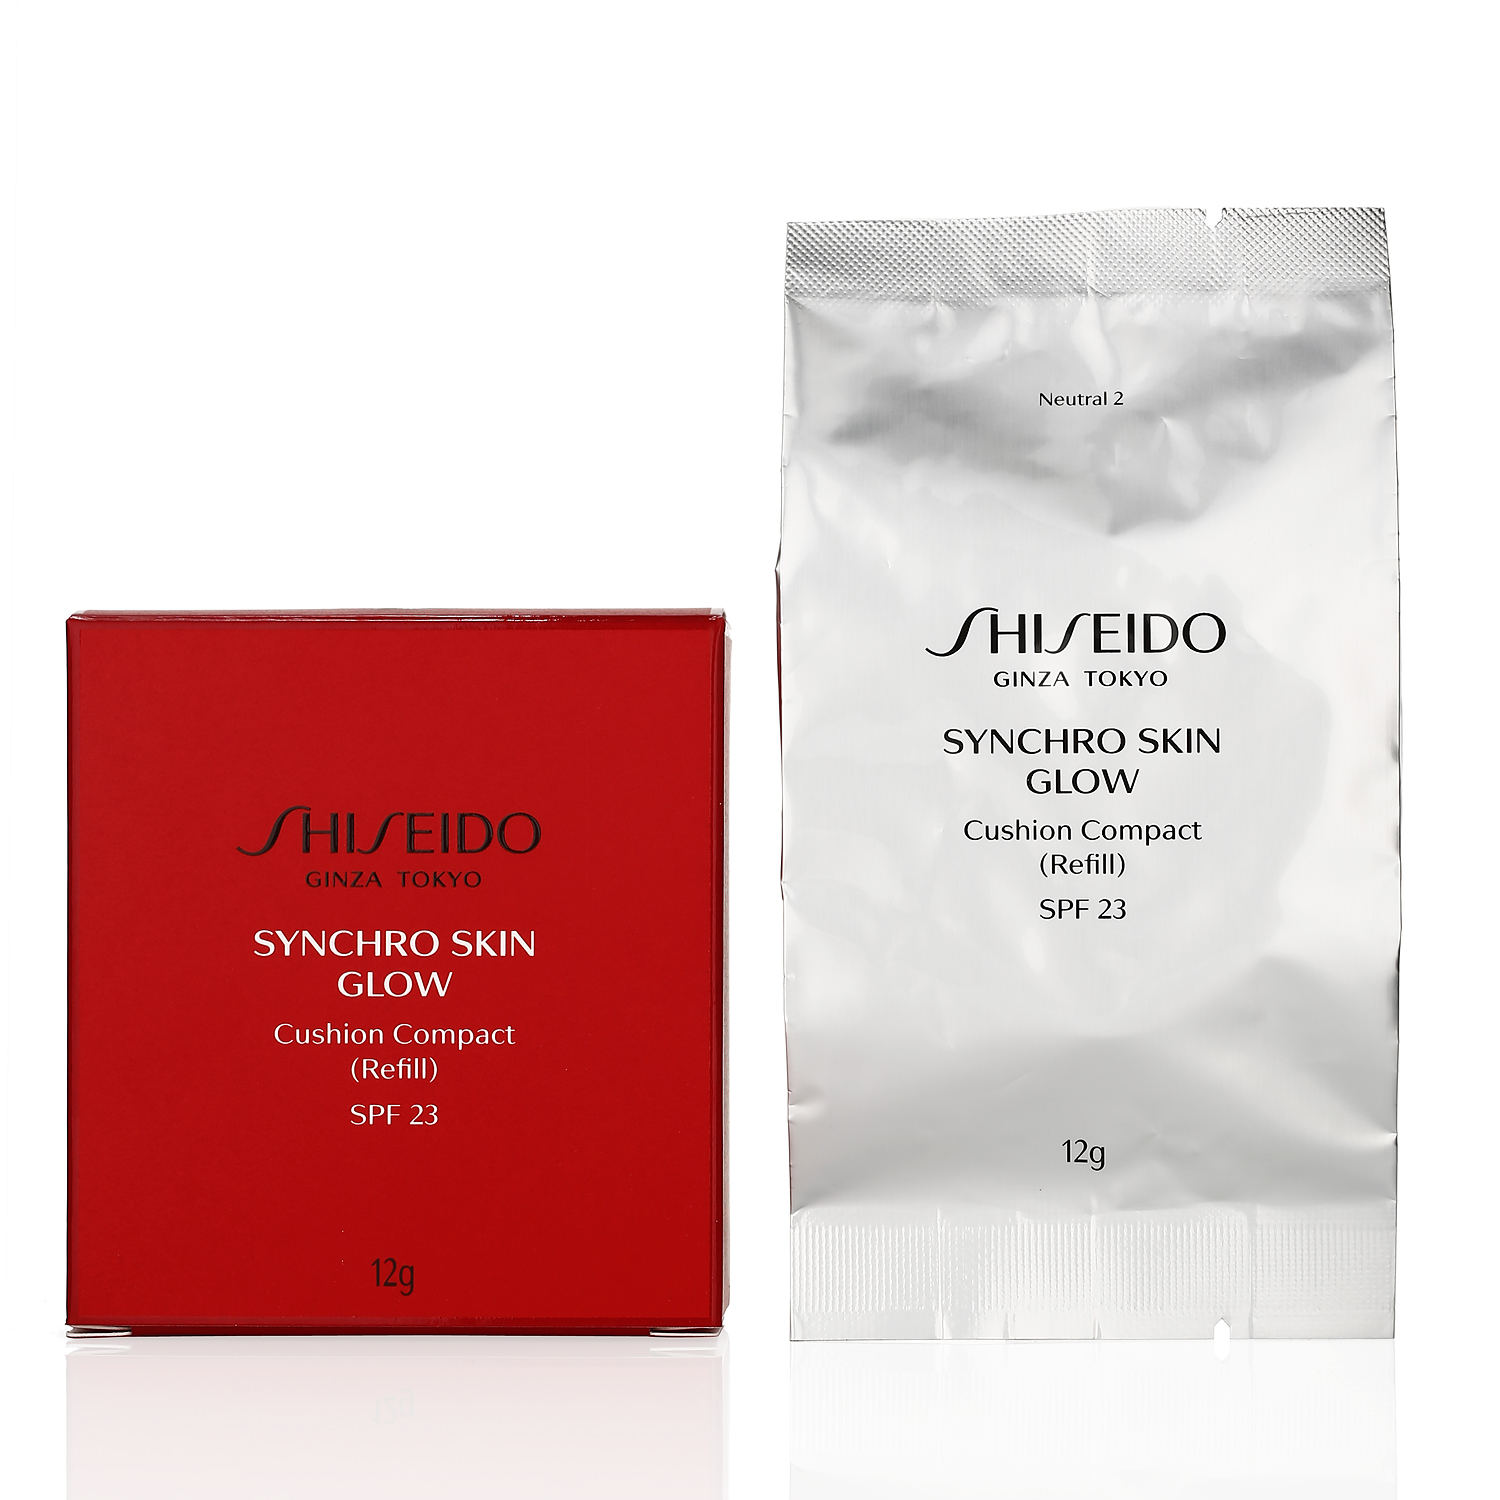 SHISEIDO
GINZA TOKYO
SYNCHRO SKIN
GLOW
Cushion Compact
(Refill)
SPF 23
12g
Neutral 2
SHISEIDO
GINZA TOKYO
SYNCHRO SKIN
GLOW
Cushion Compact
(Refill)
SPF 23
12g